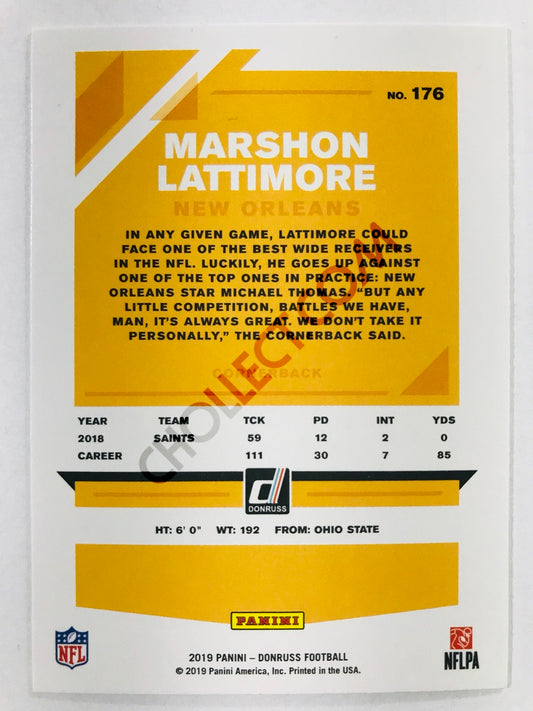 NO. 176
MARSHON
LATTIMORE
NEW ORLEANS
IN ANY GIVEN GAME, LATTIMORE COULD
FACE ONE OF THE BEST WIDE RECEIVERS
IN THE NFL. LUCKILY, HE GOES UP AGAINST
ONE OF THE TOP ONES IN PRACTICE: NEW
ORLEANS STAR MICHAEL THOMAS. “BUT ANY
LITTLE COMPETITION, BATTLES WE HAVE,
MAN, IT’S ALWAYS GREAT. WE DON’T TAKE IT
PERSONALLY,” THE CORNERBACK SAID.
CORNERBACK
CHOLLECT.COM
YEAR TEAM TCK PD INT YDS
2018 SAINTS 59 12 2 0
CAREER 111 30 7 85
DONRUSS
HT: 6' 0" WT: 192 FROM: OHIO STATE
PANINI
NFL
2019 PANINI – DONRUSS FOOTBALL
© 2019 Panini America, Inc. Printed in the USA.
NFLPA